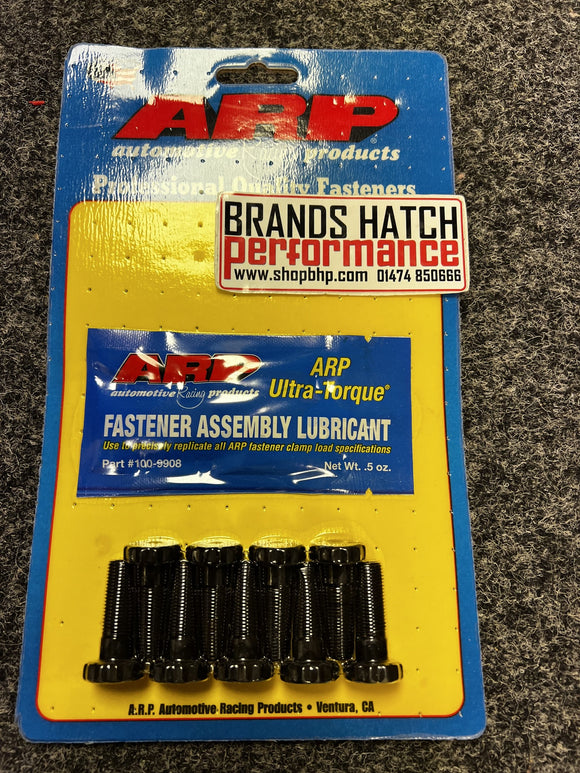 ARP
automotive Racing products
Professional Quality Fasteners
BRANDS HATCH
performance
www.shopbhp.com 01474 850666
ARP
automotive Racing products
ARP
Ultra-Torque®
FASTENER ASSEMBLY LUBRICANT
Use to precisely replicate all ARP fastener clamp load specifications
Part #100-9908
Net Wt. .5 oz.
A.R.P. Automotive Racing Products • Ventura, CA